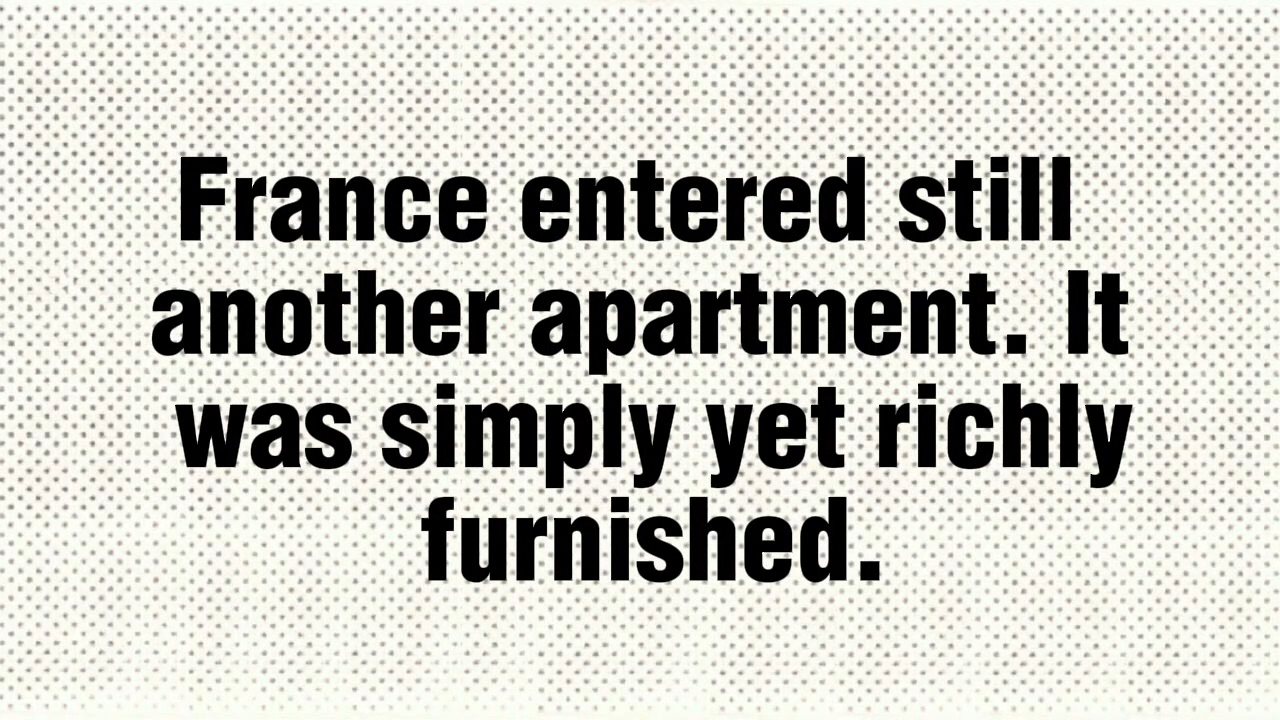 France entered still
another apartment. It
was simply yet richly
furnished.